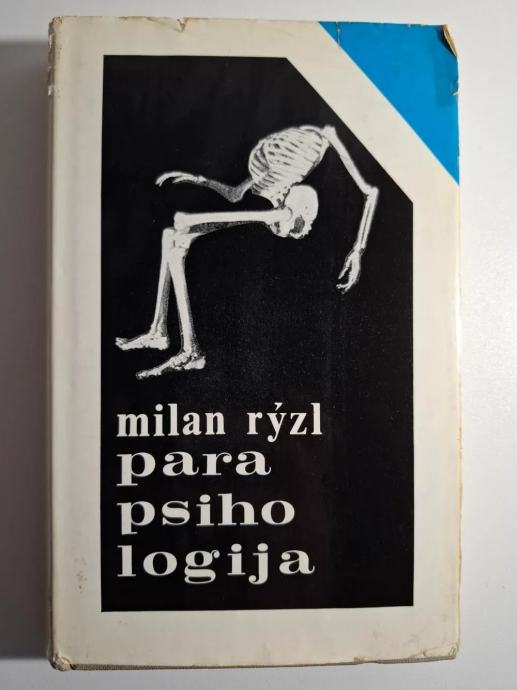 milan rýzl
para
psiho
logija